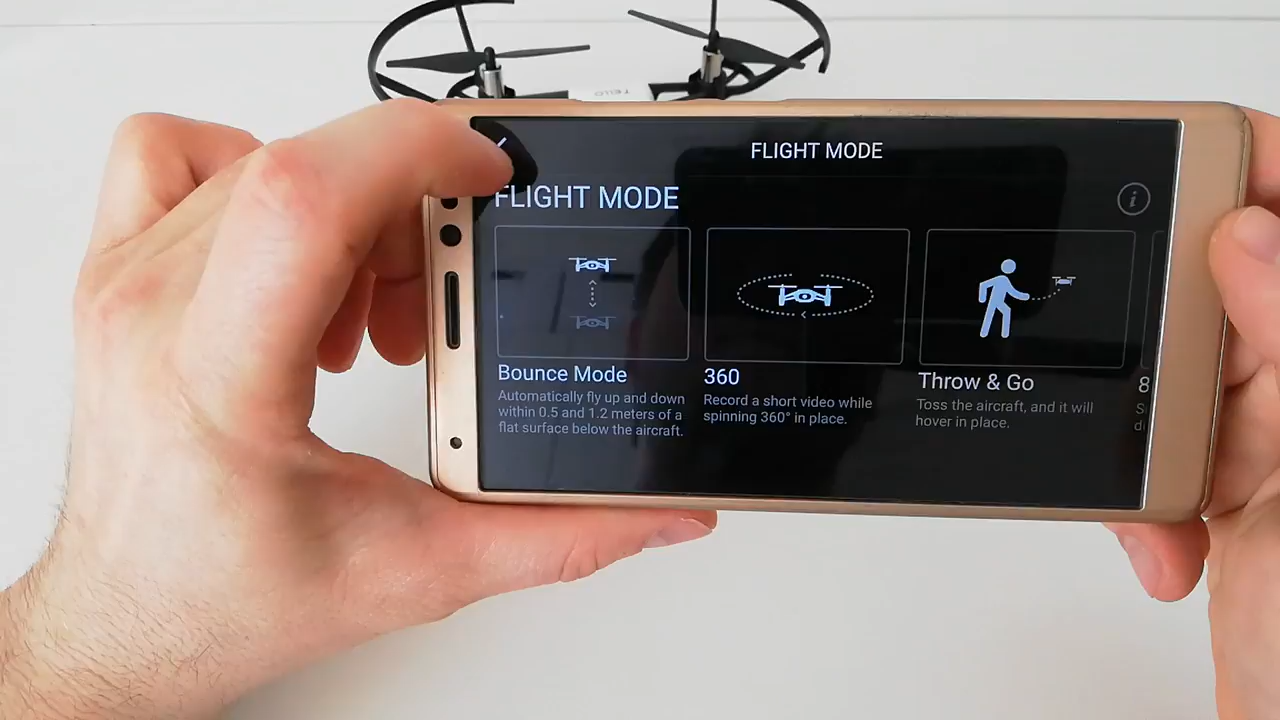 TELLO
FLIGHT MODE
FLIGHT MODE
Bounce Mode
Automatically fly up and down
within 0.5 and 1.2 meters of a
flat surface below the aircraft.
360
Record a short video while
spinning 360° in place.
Throw & Go
Toss the aircraft, and it will
hover in place.
8